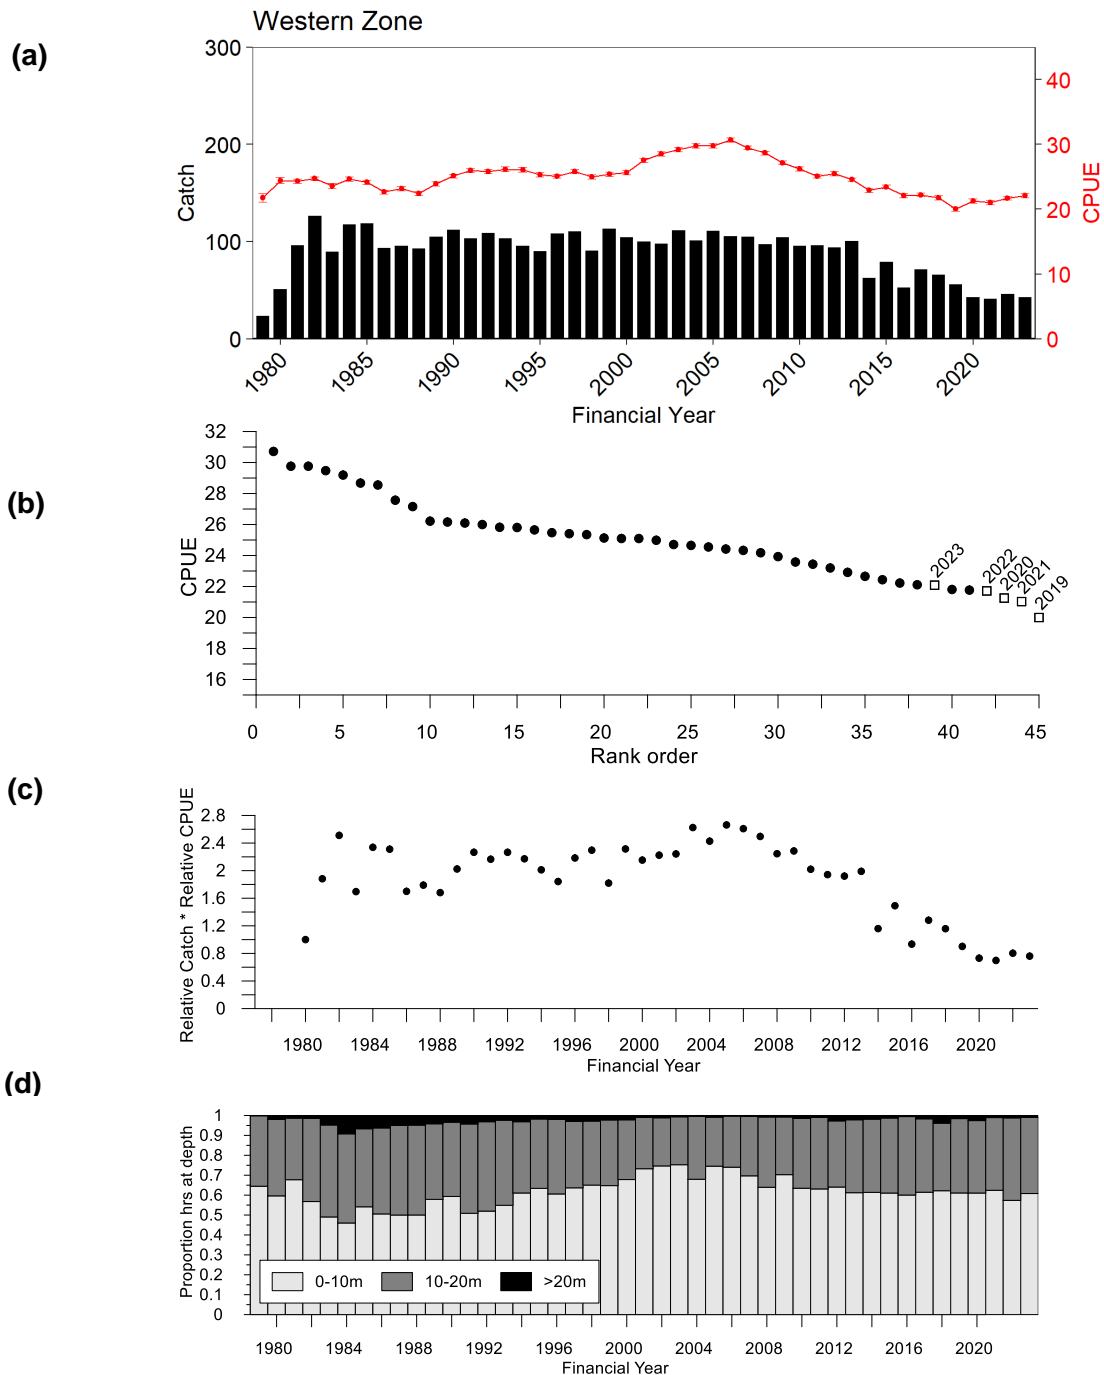 Western Zone
(a)
300
200
100
0
Catch
40
30
20
10
0
CPUE
1980 1985 1990 1995 2000 2005 2010 2015 2020
Financial Year
(b)
32
30
28
26
24
22
20
18
16
CPUE
2023 2022 2020 2021 2019
0 5 10 15 20 25 30 35 40 45
Rank order
(c)
2.8
2.4
2
1.6
1.2
0.8
0.4
0
Relative Catch * Relative CPUE
1980 1984 1988 1992 1996 2000 2004 2008 2012 2016 2020
Financial Year
(d)
1
0.9
0.8
0.7
0.6
0.5
0.4
0.3
0.2
0.1
0
Proportion hrs at depth
0-10m 10-20m >20m
1980 1984 1988 1992 1996 2000 2004 2008 2012 2016 2020
Financial Year